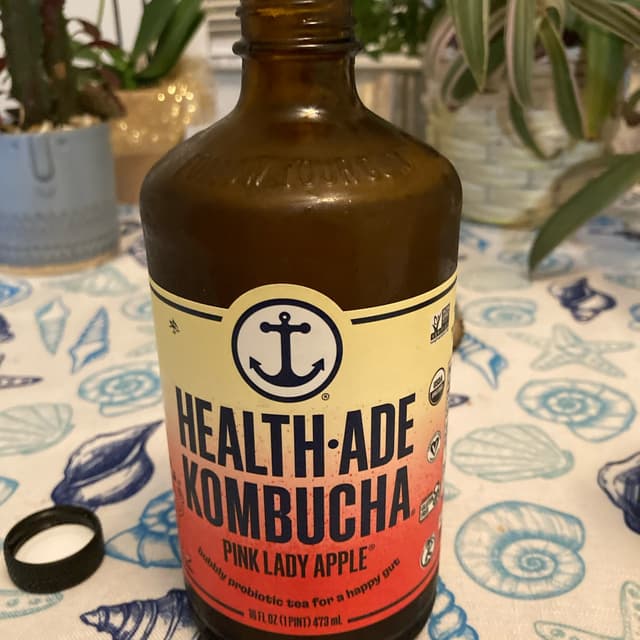 HEALTH·ADE
KOMBUCHA®
PINK LADY APPLE®
bubbly probiotic tea for a happy gut
16 FL OZ (1 PINT) 473 mL